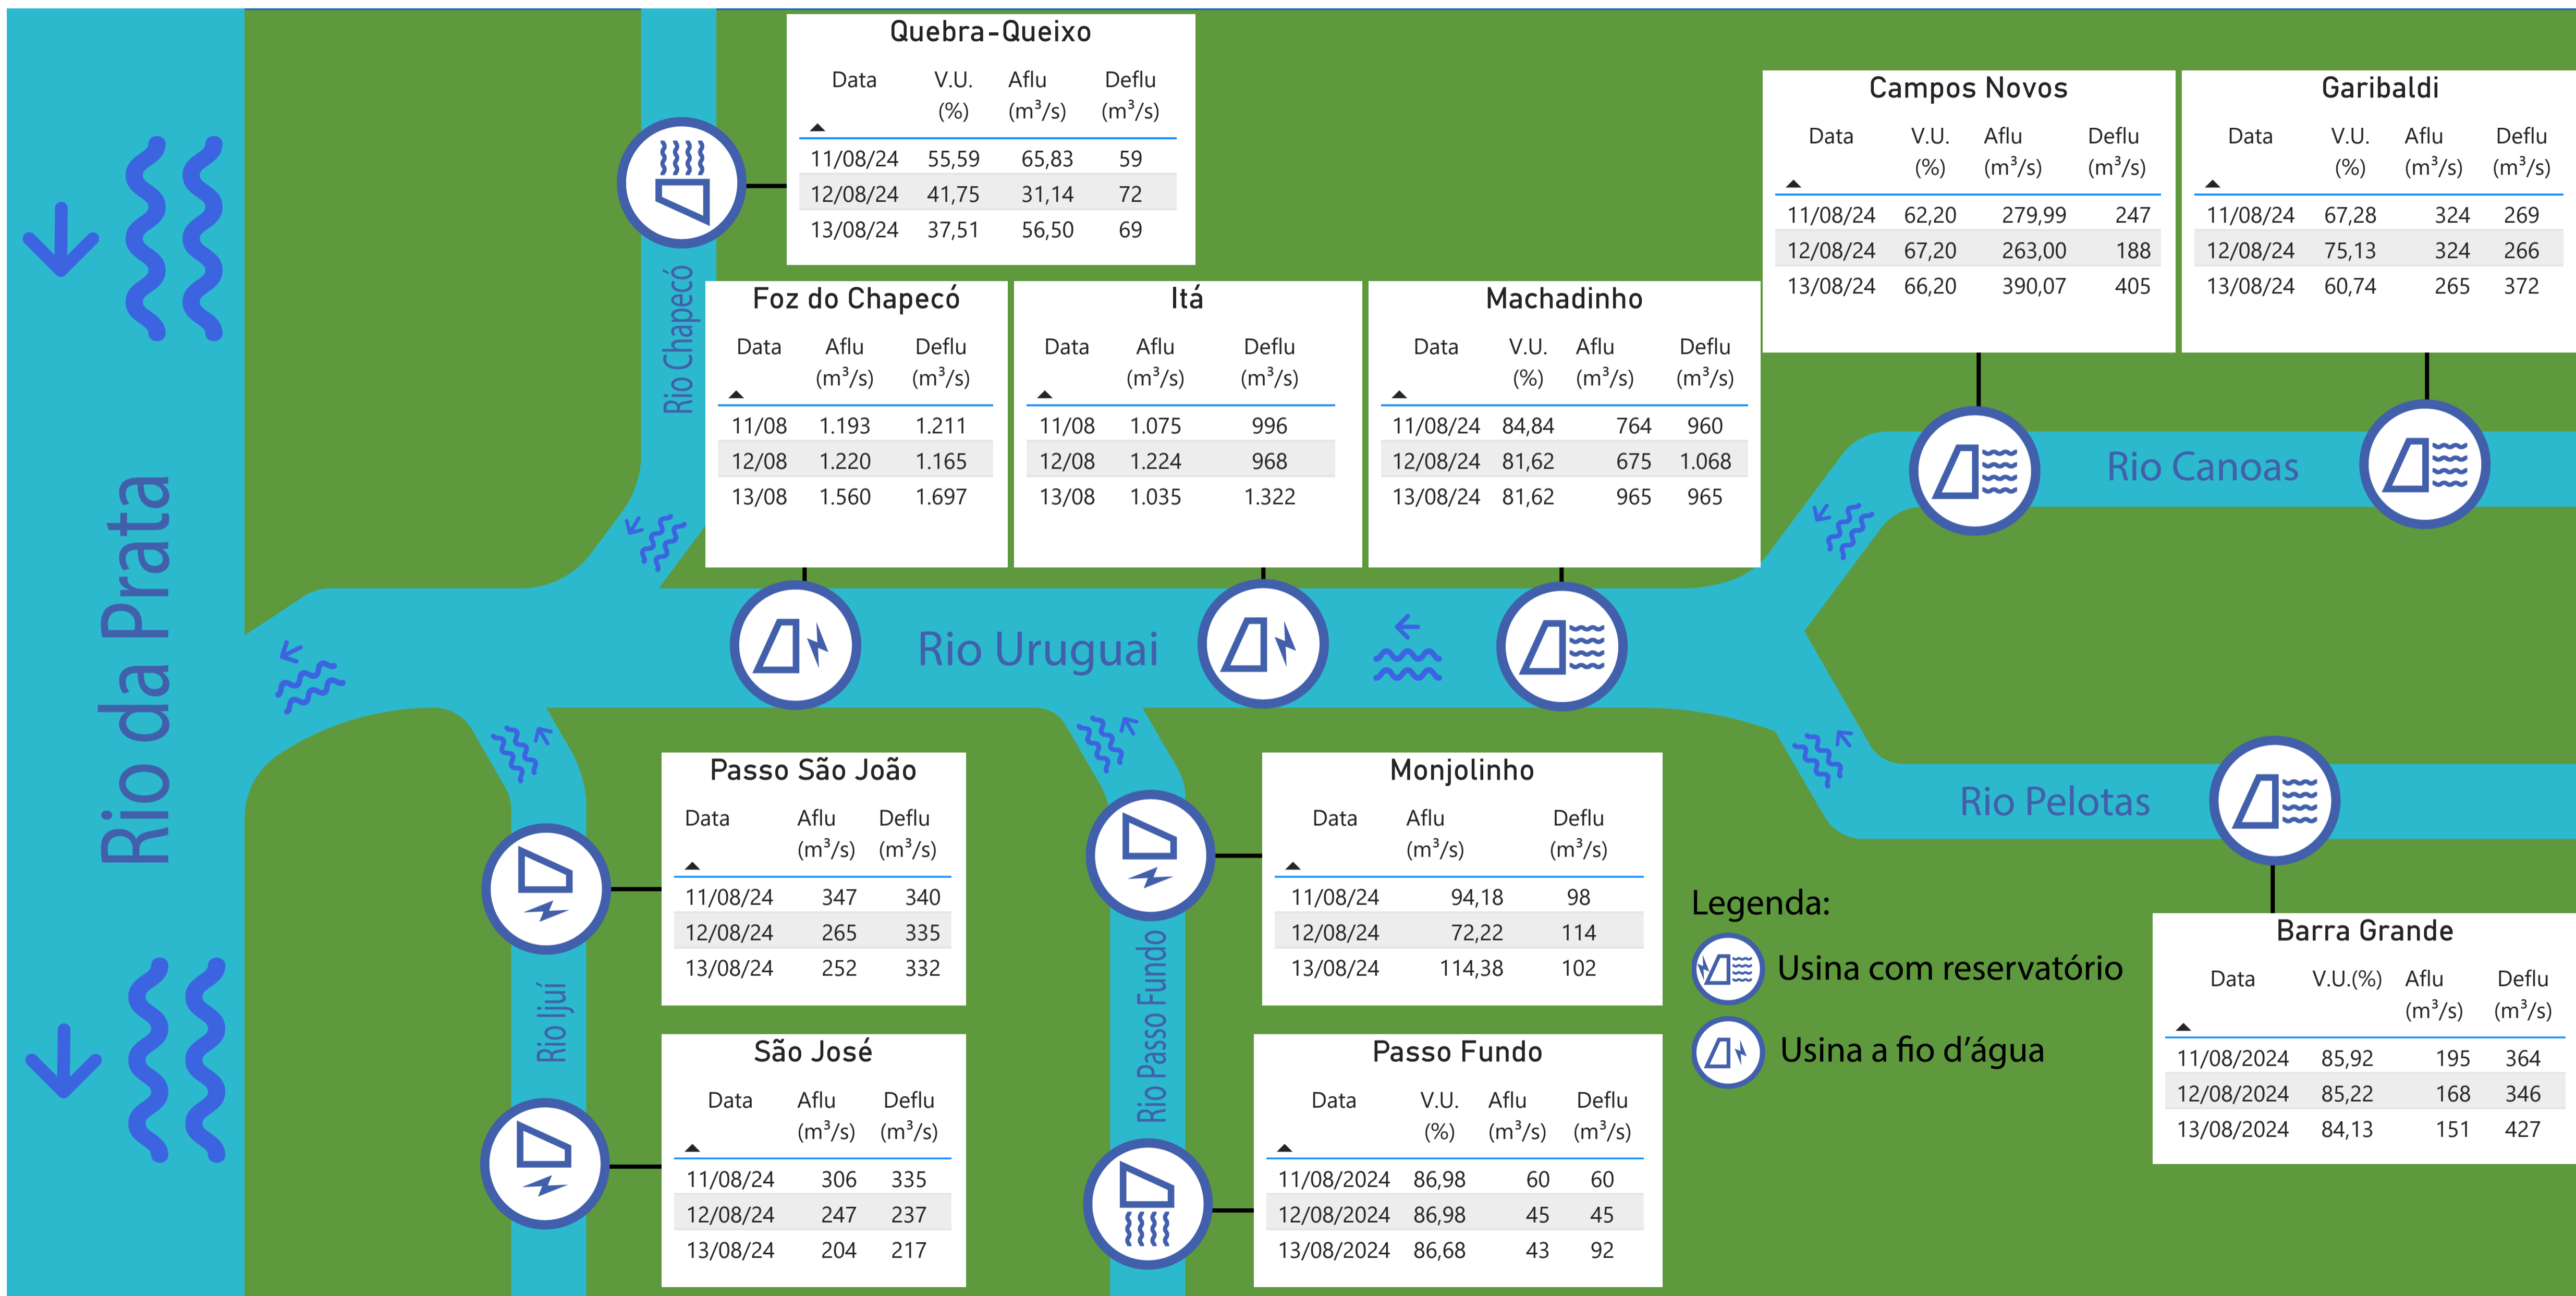 Rio da Prata
Quebra-Queixo
Data V.U. (%) Aflu (m³/s) Deflu (m³/s)
11/08/24 55,59 65,83 59
12/08/24 41,75 31,14 72
13/08/24 37,51 56,50 69
Rio Chapecó
Foz do Chapecó
Data Aflu (m³/s) Deflu (m³/s)
11/08 1.193 1.211
12/08 1.220 1.165
13/08 1.560 1.697
Itá
Data Aflu (m³/s) Deflu (m³/s)
11/08 1.075 996
12/08 1.224 968
13/08 1.035 1.322
Machadinho
Data V.U. (%) Aflu (m³/s) Deflu (m³/s)
11/08/24 84,84 764 960
12/08/24 81,62 675 1.068
13/08/24 81,62 965 965
Campos Novos
Data V.U. (%) Aflu (m³/s) Deflu (m³/s)
11/08/24 62,20 279,99 247
12/08/24 67,20 263,00 188
13/08/24 66,20 390,07 405
Garibaldi
Data V.U. (%) Aflu (m³/s) Deflu (m³/s)
11/08/24 67,28 324 269
12/08/24 75,13 324 266
13/08/24 60,74 265 372
Rio Canoas
Rio Uruguai
Rio Pelotas
Passo São João
Data Aflu (m³/s) Deflu (m³/s)
11/08/24 347 340
12/08/24 265 335
13/08/24 252 332
Rio Ijuí
São José
Data Aflu (m³/s) Deflu (m³/s)
11/08/24 306 335
12/08/24 247 237
13/08/24 204 217
Monjolinho
Data Aflu (m³/s) Deflu (m³/s)
11/08/24 94,18 98
12/08/24 72,22 114
13/08/24 114,38 102
Rio Passo Fundo
Passo Fundo
Data V.U. (%) Aflu (m³/s) Deflu (m³/s)
11/08/2024 86,98 60 60
12/08/2024 86,98 45 45
13/08/2024 86,68 43 92
Legenda:
Usina com reservatório
Usina a fio d'água
Barra Grande
Data V.U.(%) Aflu (m³/s) Deflu (m³/s)
11/08/2024 85,92 195 364
12/08/2024 85,22 168 346
13/08/2024 84,13 151 427